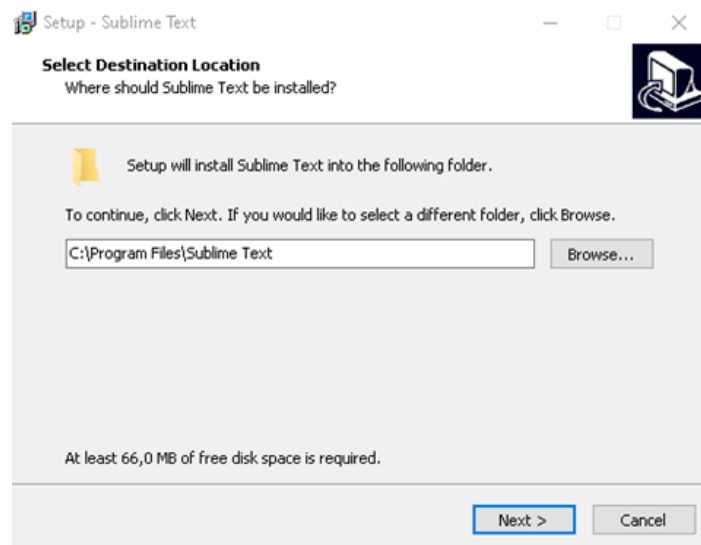 Setup - Sublime Text
Select Destination Location
Where should Sublime Text be installed?
Setup will install Sublime Text into the following folder.
To continue, click Next. If you would like to select a different folder, click Browse.
C:\Program Files\Sublime Text
Browse...
At least 66,0 MB of free disk space is required.
Next >
Cancel